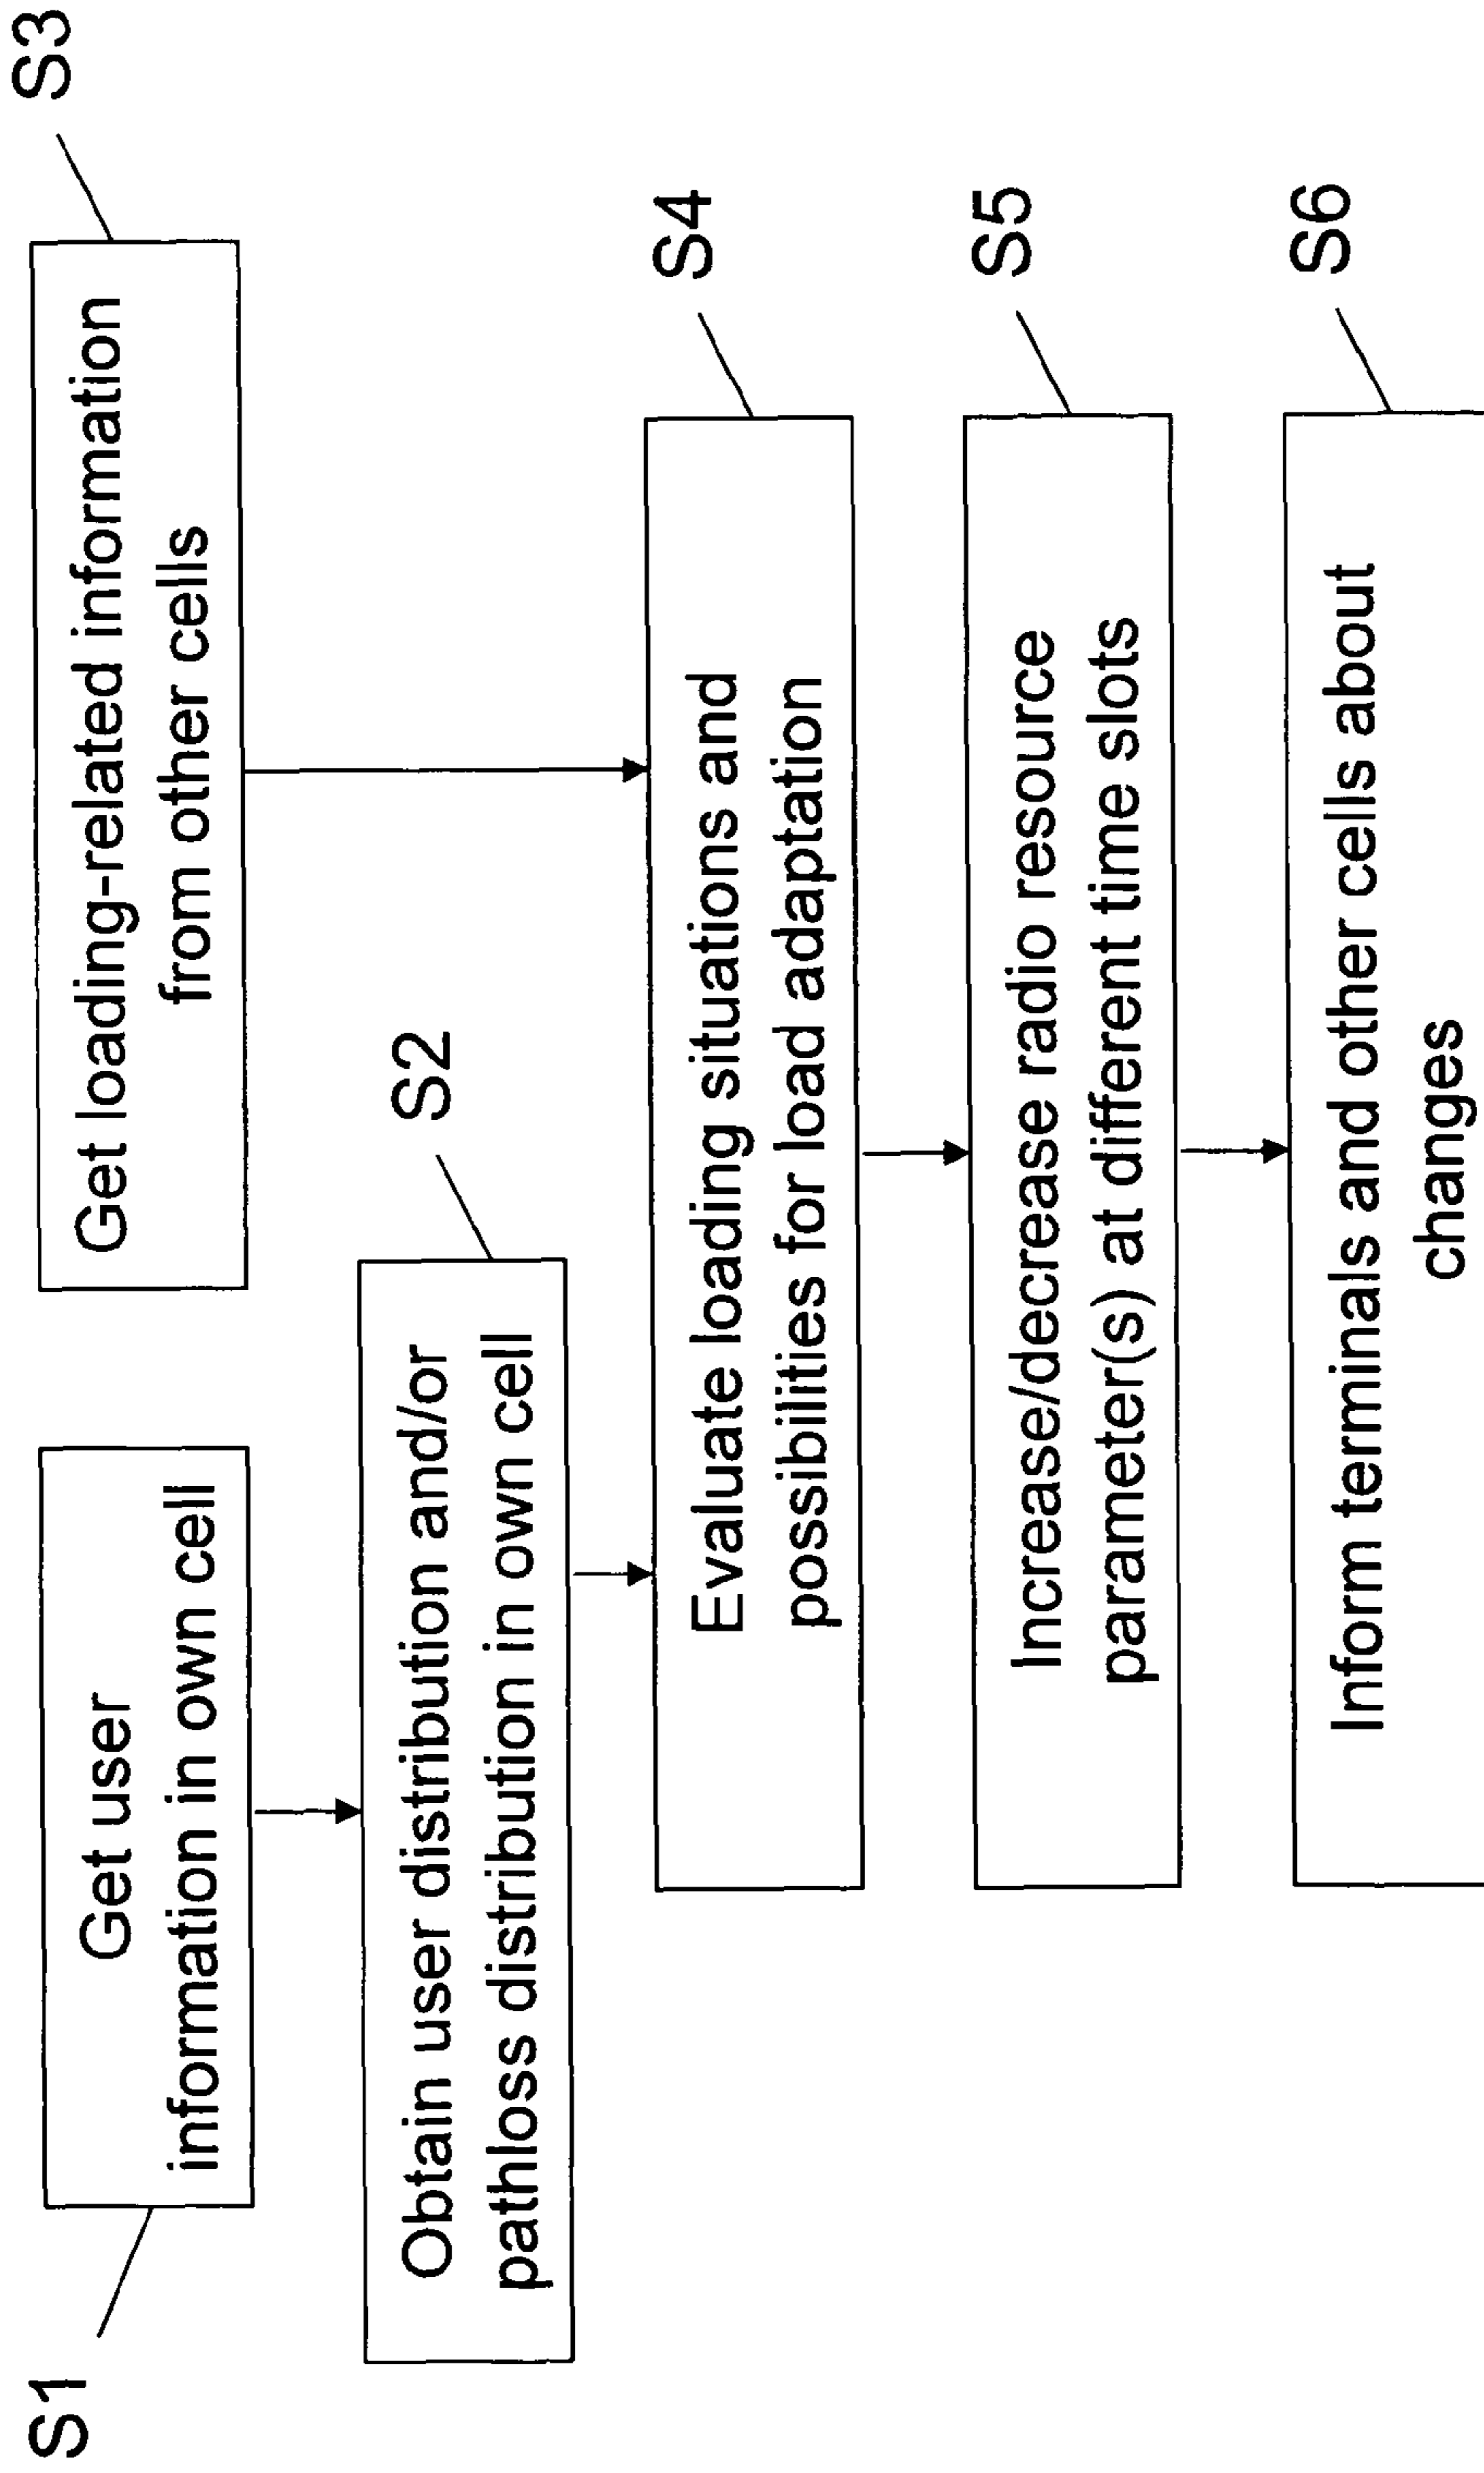 S1
Get user
information in own cell
S2
Obtain user distribution and/or
pathloss distribution in own cell
S3
Get loading-related information
from other cells
S4
Evaluate loading situations and
possibilities for load adaptation
S5
Increase/decrease radio resource
parameter(s) at different time slots
S6
Inform terminals and other cells about
changes